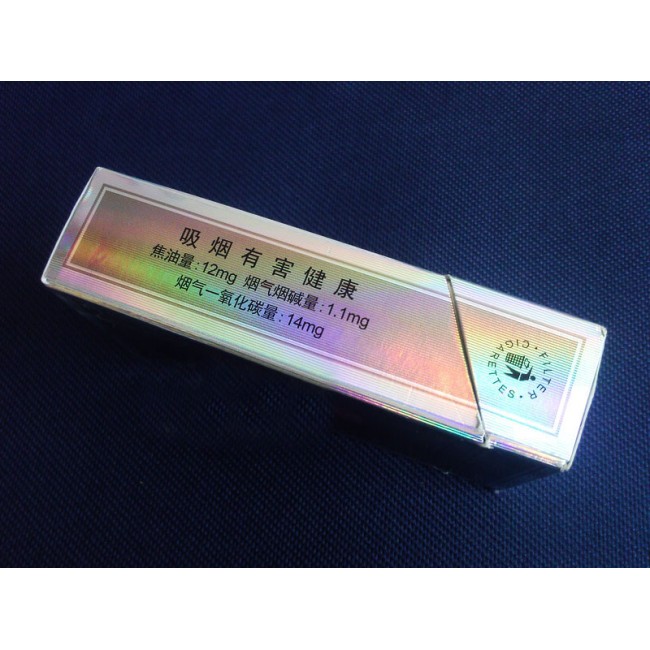 吸烟有害健康
焦油量:12mg 烟气烟碱量:1.1mg
烟气一氧化碳量:14mg
· FILTER ·
CIGARETTES